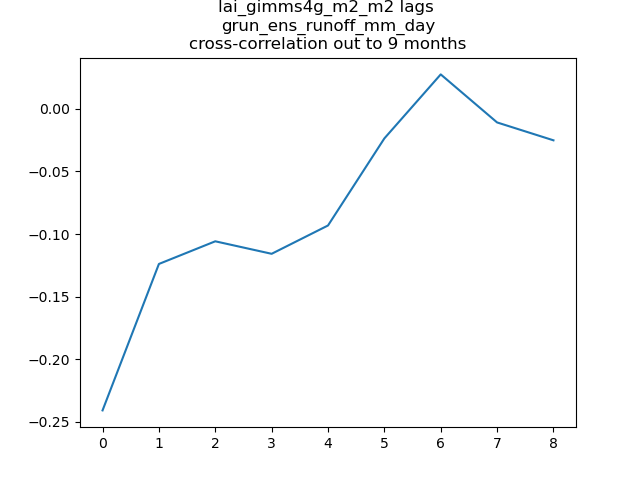 lai_gimms4g_m2_m2 lags
grun_ens_runoff_mm_day
cross-correlation out to 9 months
0.00
−0.05
−0.10
−0.15
−0.20
−0.25
0 1 2 3 4 5 6 7 8